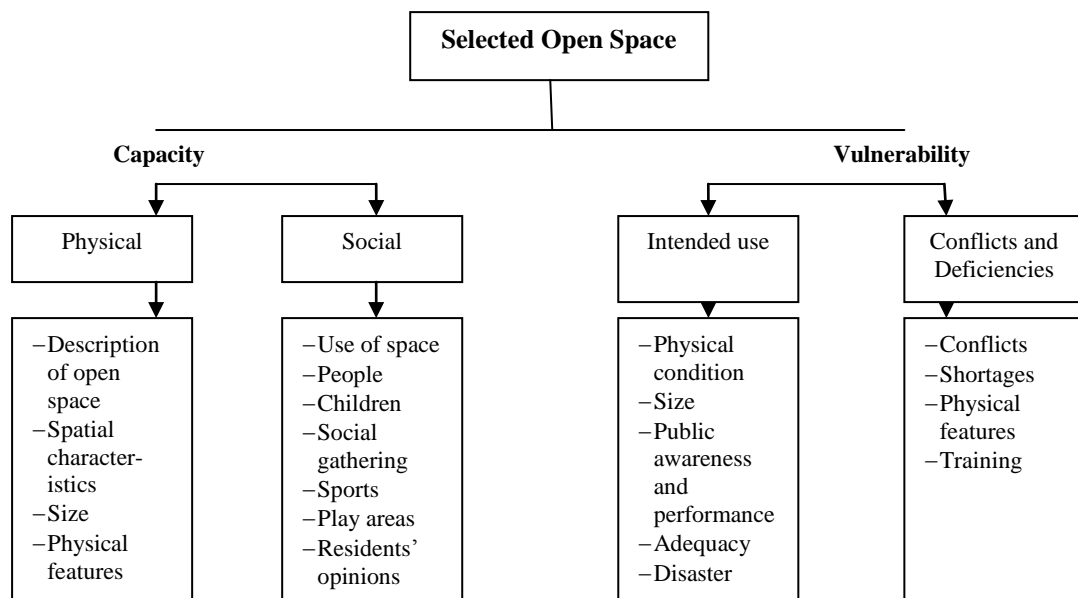 Selected Open Space
Capacity
Vulnerability
Physical
Social
Intended use
Conflicts and
Deficiencies
–Description
of open
space
–Spatial
character-
istics
–Size
–Physical
features
–Use of space
–People
–Children
–Social
gathering
–Sports
–Play areas
–Residents’
opinions
–Physical
condition
–Size
–Public
awareness
and
performance
–Adequacy
–Disaster
–Conflicts
–Shortages
–Physical
features
–Training